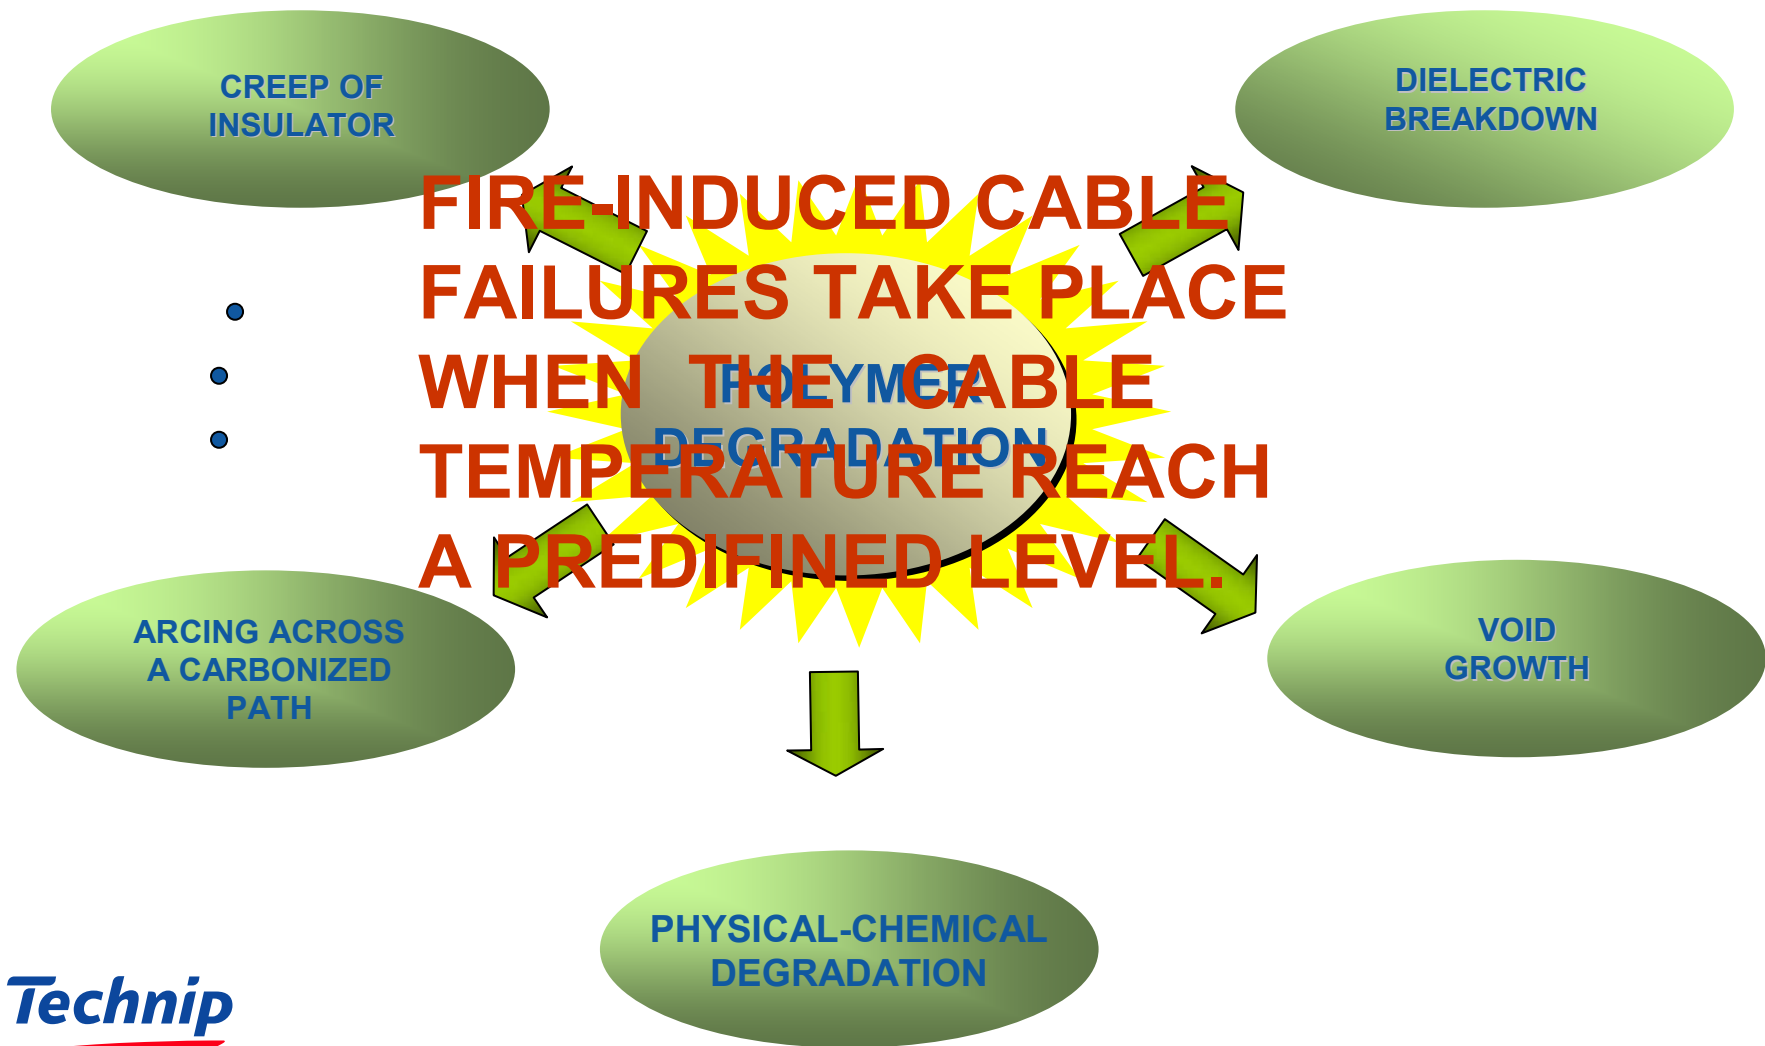 CREEP OF
INSULATOR
DIELECTRIC
BREAKDOWN
FIRE-INDUCED CABLE
FAILURES TAKE PLACE
WHEN THE CABLE
TEMPERATURE REACH
A PREDIFINED LEVEL.
POLYMER
DEGRADATION
ARCING ACROSS
A CARBONIZED
PATH
VOID
GROWTH
PHYSICAL-CHEMICAL
DEGRADATION
Technip